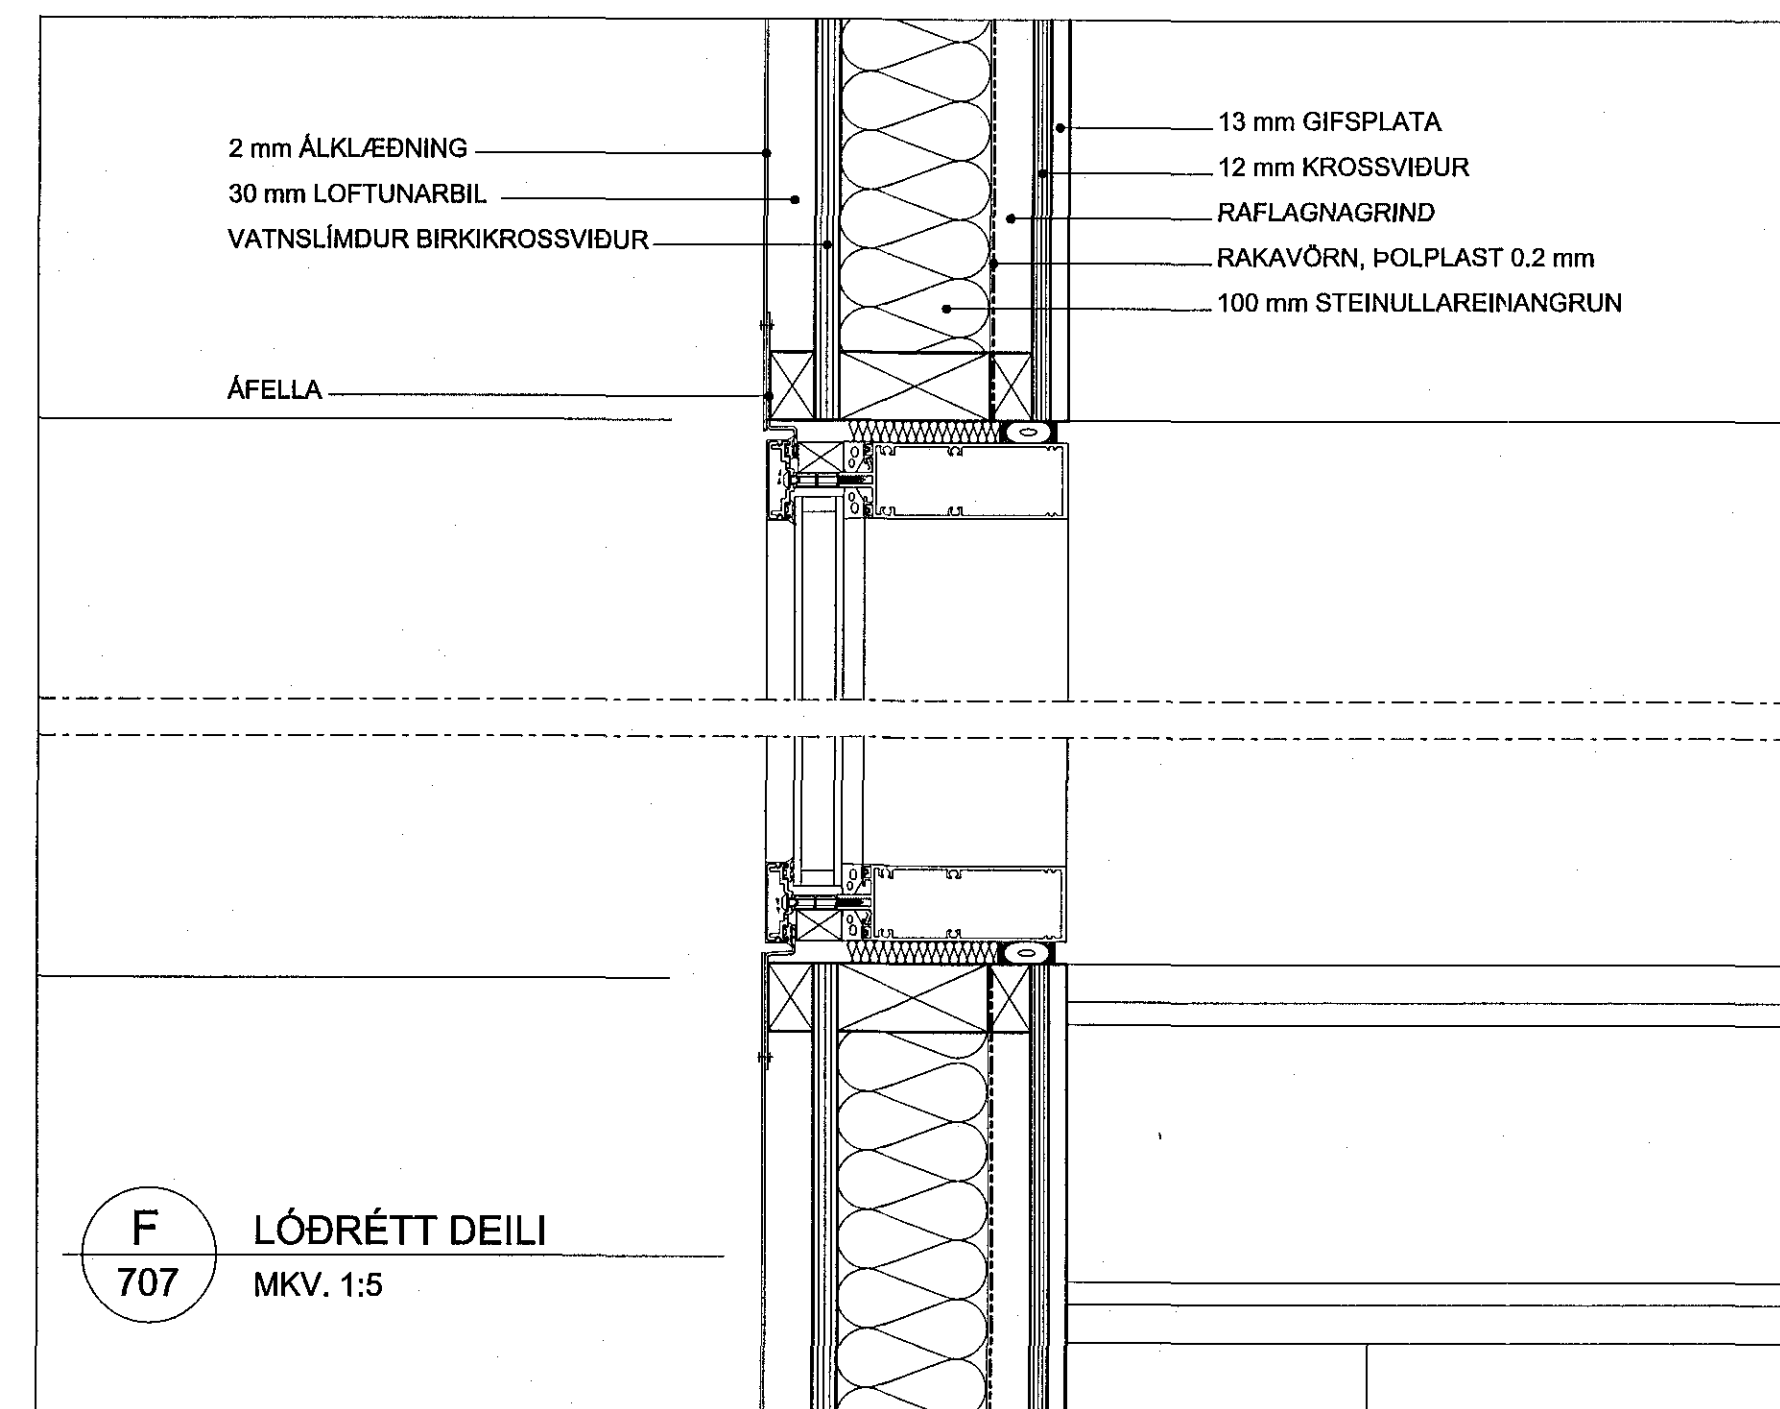 2 mm ÁLKLÆÐNING
30 mm LOFTUNARBIL
VATNSLÍMDUR BIRKIKROSSVIÐUR
ÁFELLA
13 mm GIFSPLATA
12 mm KROSSVIÐUR
RAFLAGNAGRIND
RAKAVÖRN, ÞOLPLAST 0.2 mm
100 mm STEINULLAREINANGRUN
F
707
LÓÐRÉTT DEILI
MKV. 1:5